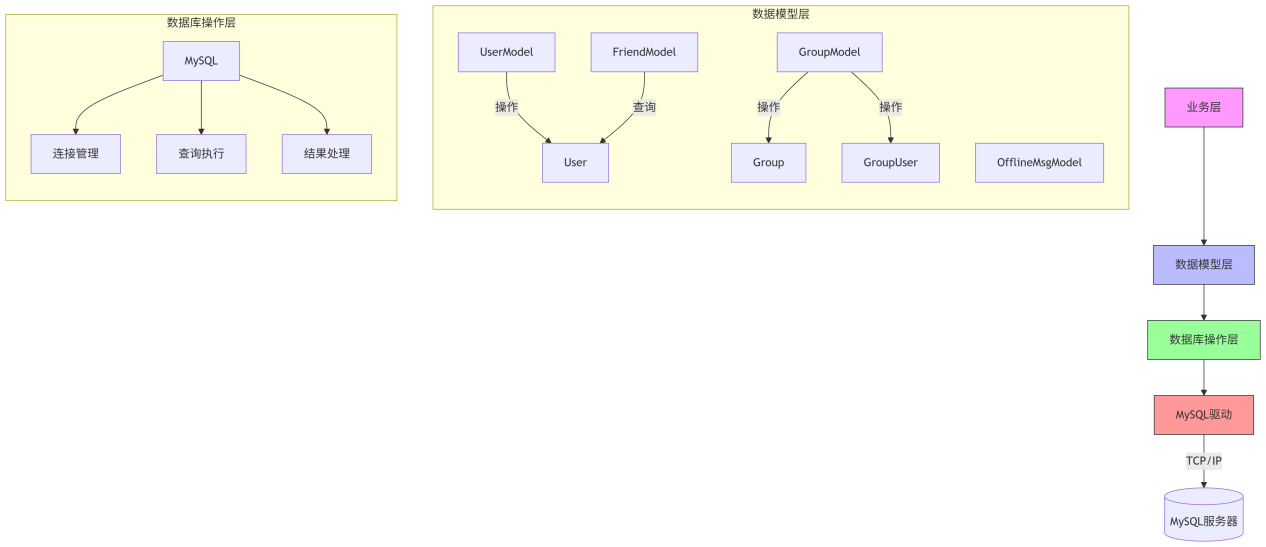 数据库操作层
MySQL
连接管理
查询执行
结果处理
数据模型层
UserModel
FriendModel
GroupModel
操作
查询
操作
操作
User
Group
GroupUser
OfflineMsgModel
业务层
数据模型层
数据库操作层
MySQL驱动
TCP/IP
MySQL服务器